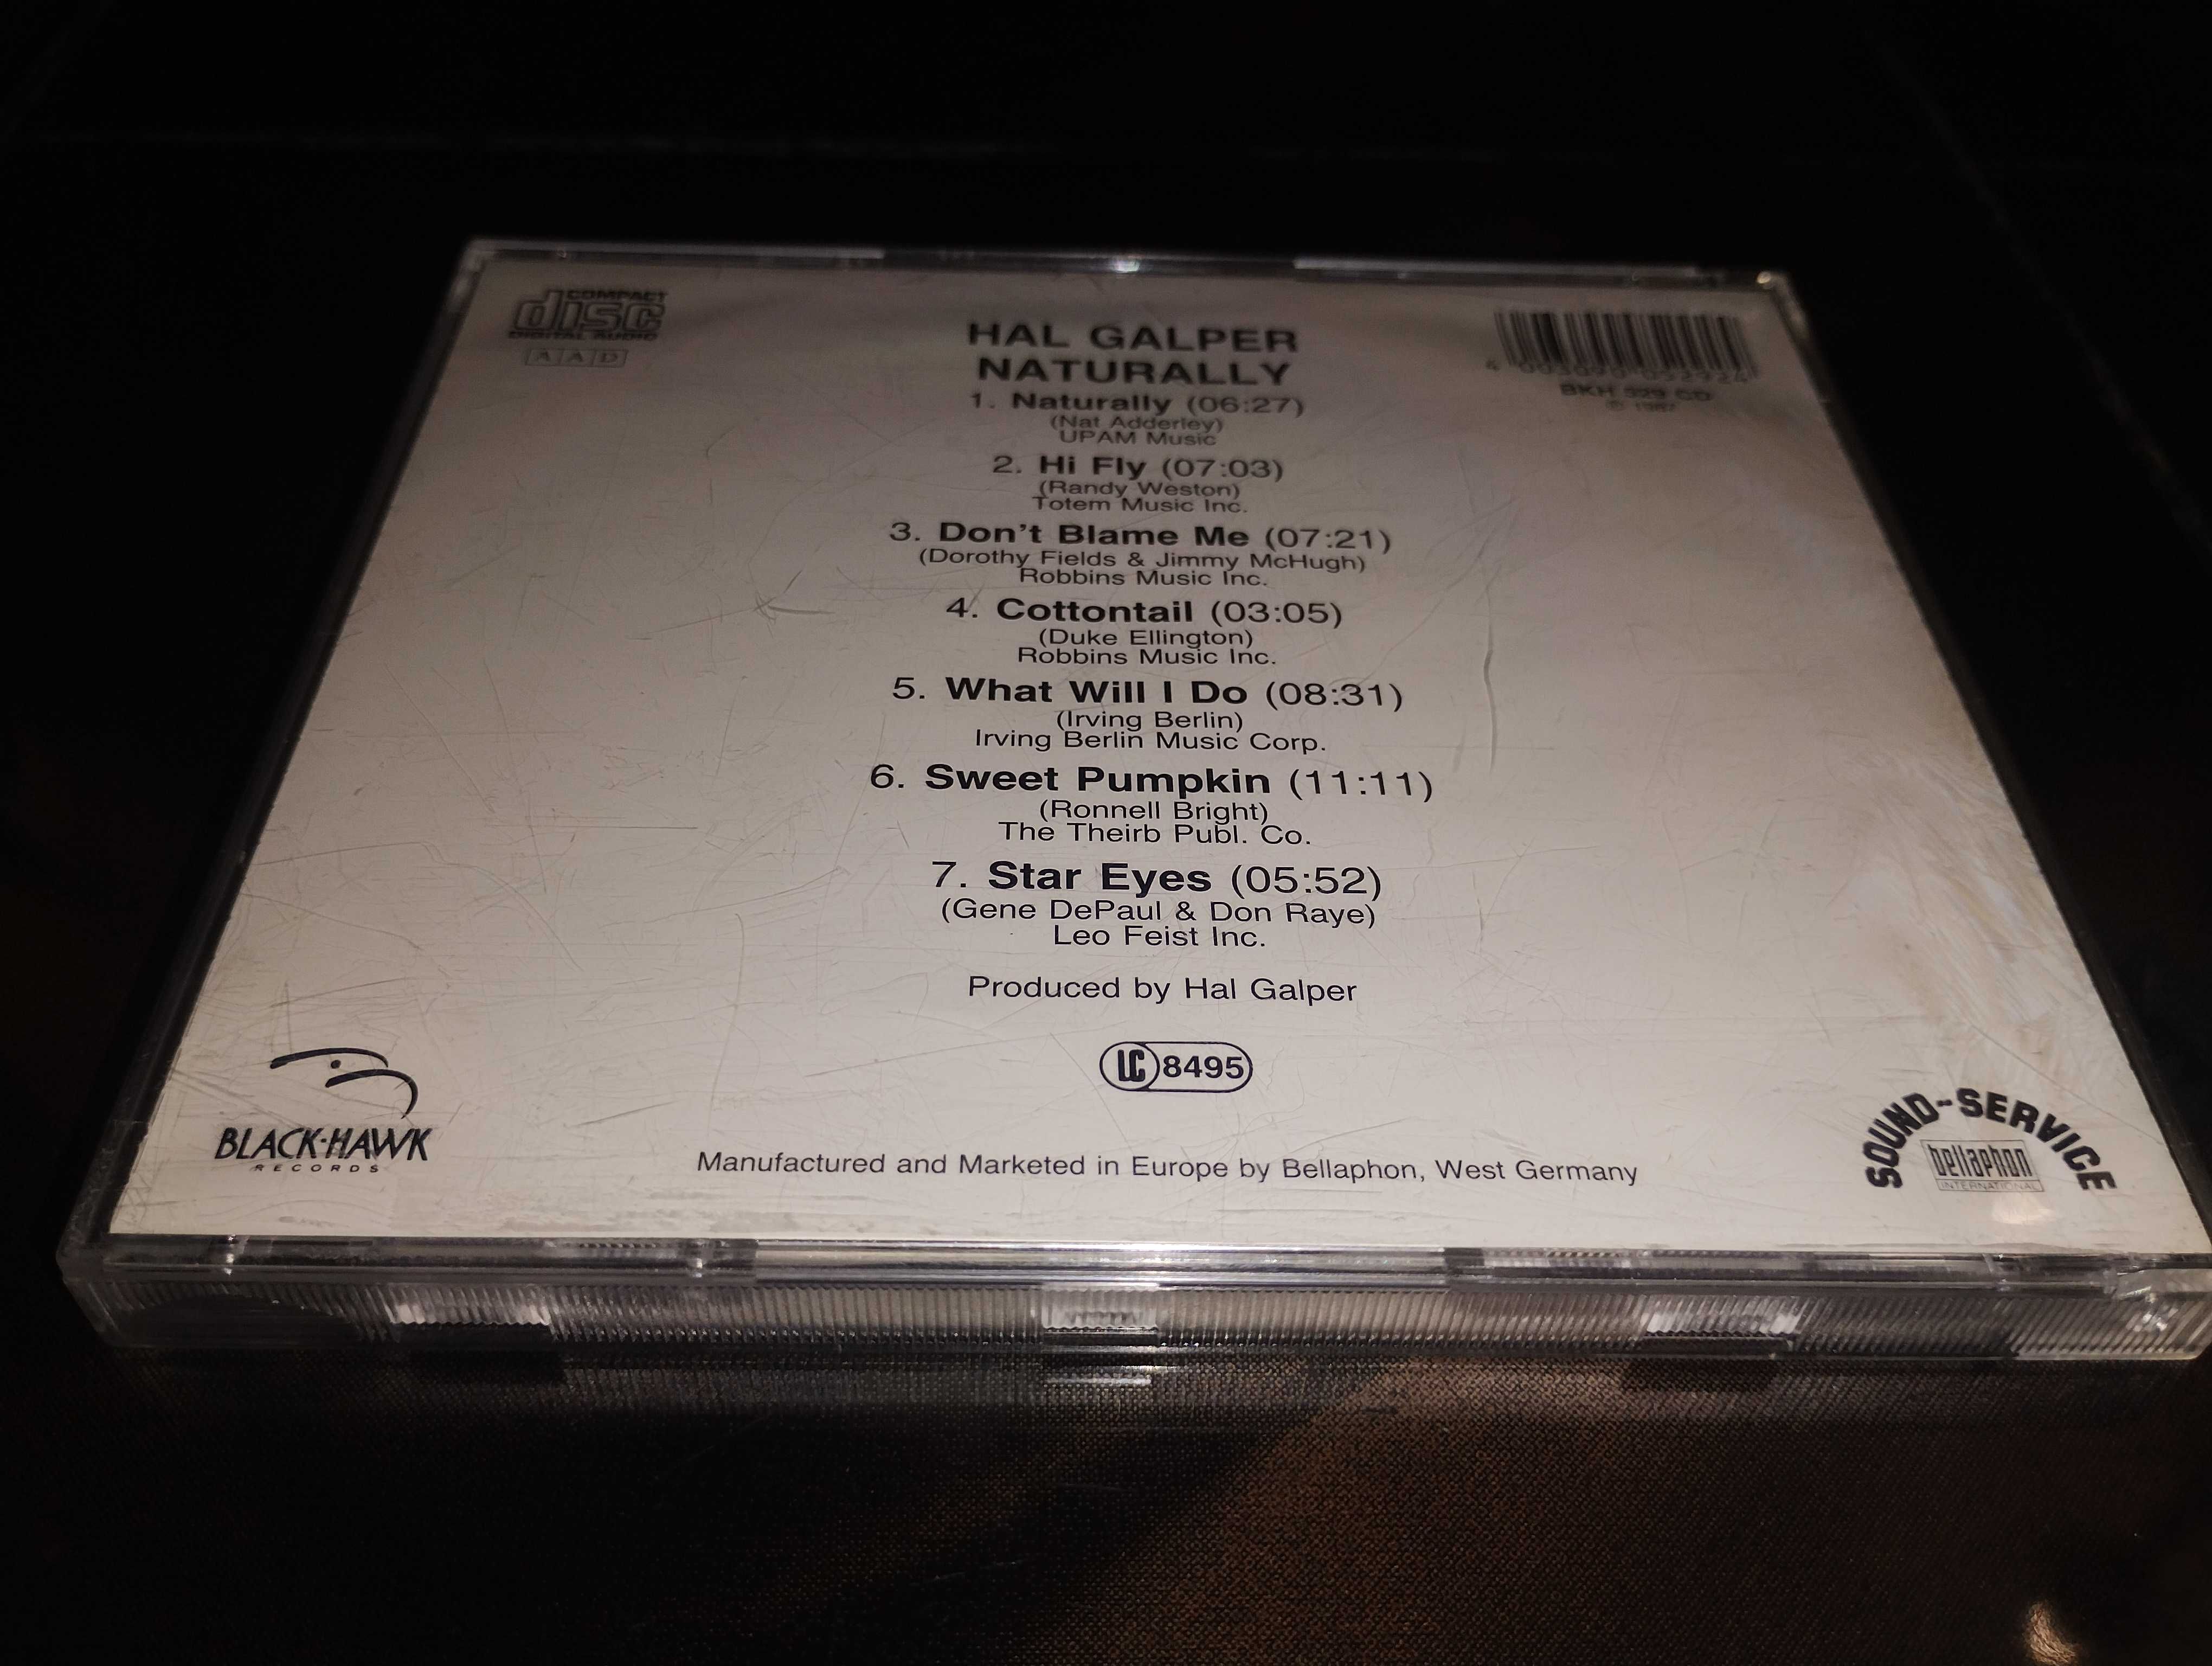 COMPACT
disc
DIGITAL AUDIO
AAD
HAL GALPER
NATURALLY
1. Naturally (06:27)
(Nat Adderley)
UPAM Music
2. Hi Fly (07:03)
(Randy Weston)
Totem Music Inc.
3. Don't Blame Me (07:21)
(Dorothy Fields & Jimmy McHugh)
Robbins Music Inc.
4. Cottontail (03:05)
(Duke Ellington)
Robbins Music Inc.
5. What Will I Do (08:31)
(Irving Berlin)
Irving Berlin Music Corp.
6. Sweet Pumpkin (11:11)
(Ronnell Bright)
The Theirb Publ. Co.
7. Star Eyes (05:52)
(Gene DePaul & Don Raye)
Leo Feist Inc.
Produced by Hal Galper
LC 8495
BLACK-HAWK
RECORDS
Manufactured and Marketed in Europe by Bellaphon, West Germany
SOUND-SERVICE
bellaphon
INTERNATIONAL